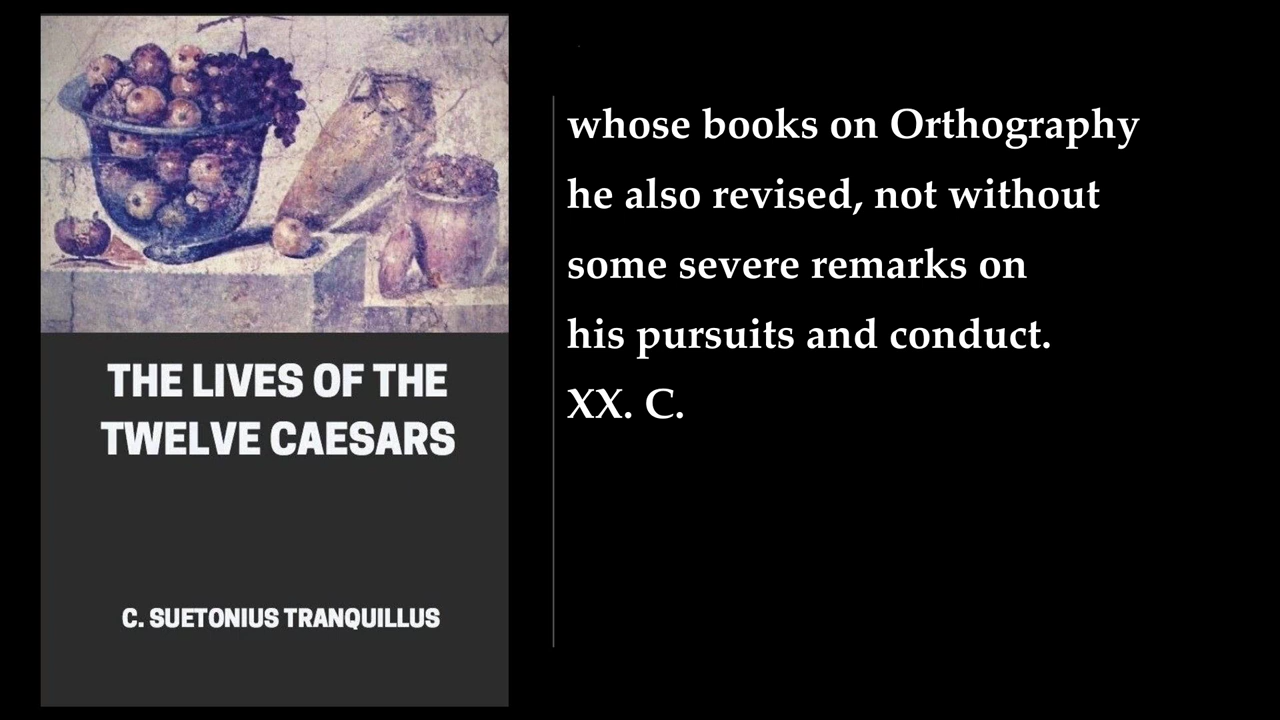 THE LIVES OF THE
TWELVE CAESARS
C. SUETONIUS TRANQUILLUS
whose books on Orthography
he also revised, not without
some severe remarks on
his pursuits and conduct.
XX. C.